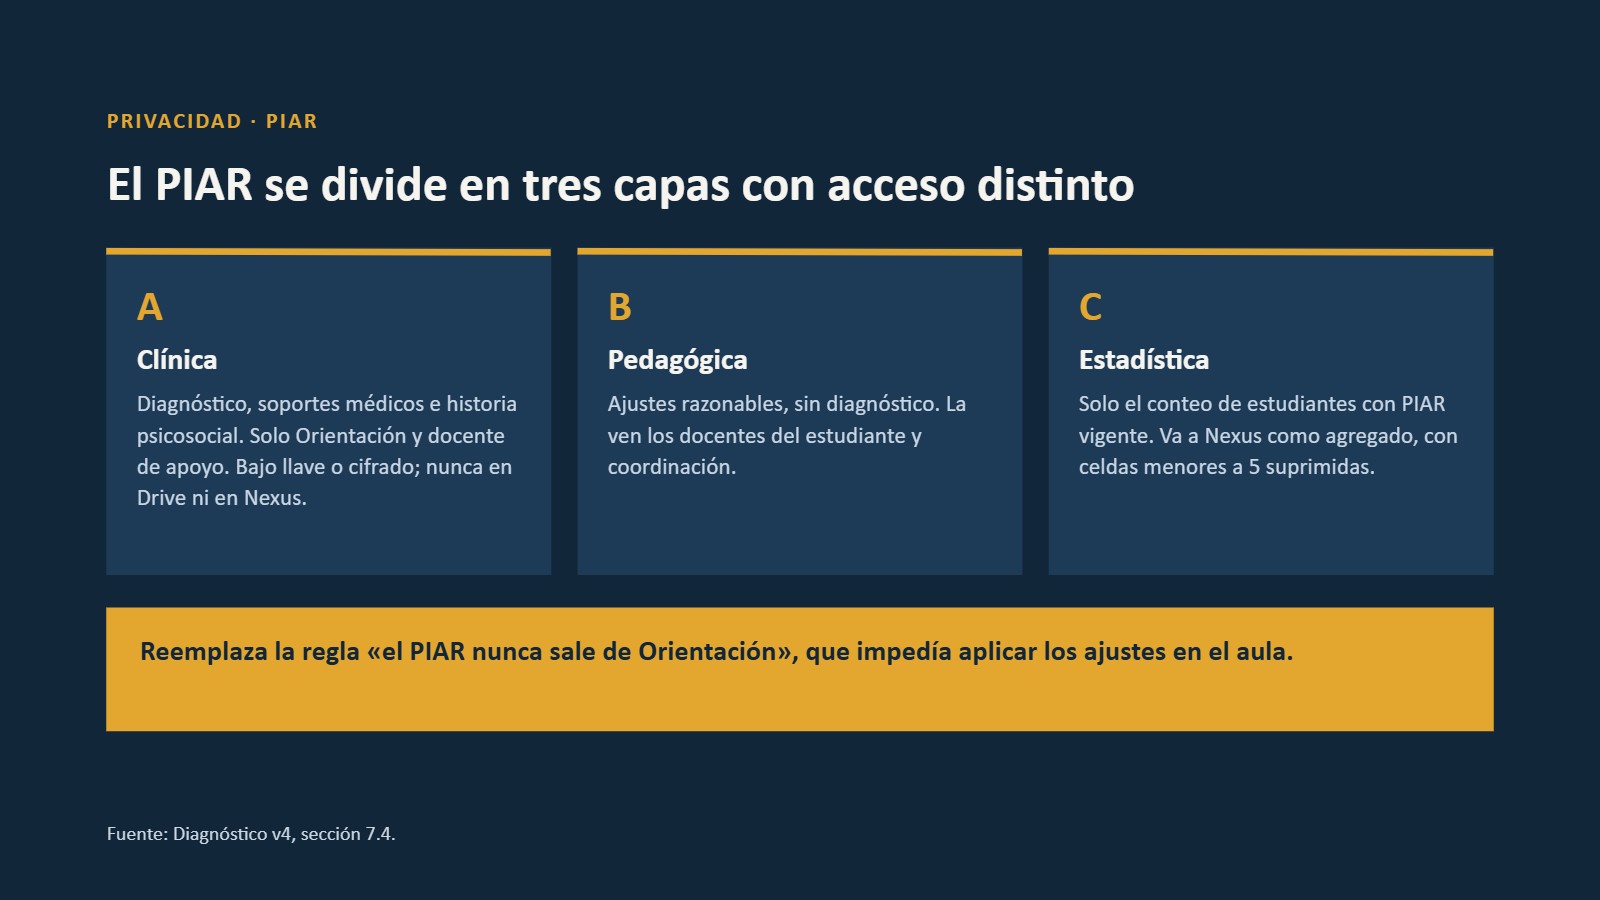 PRIVACIDAD · PIAR
El PIAR se divide en tres capas con acceso distinto
A
Clínica
Diagnóstico, soportes médicos e historia
psicosocial. Solo Orientación y docente
de apoyo. Bajo llave o cifrado; nunca en
Drive ni en Nexus.
B
Pedagógica
Ajustes razonables, sin diagnóstico. La
ven los docentes del estudiante y
coordinación.
C
Estadística
Solo el conteo de estudiantes con PIAR
vigente. Va a Nexus como agregado, con
celdas menores a 5 suprimidas.
Reemplaza la regla «el PIAR nunca sale de Orientación», que impedía aplicar los ajustes en el aula.
Fuente: Diagnóstico v4, sección 7.4.